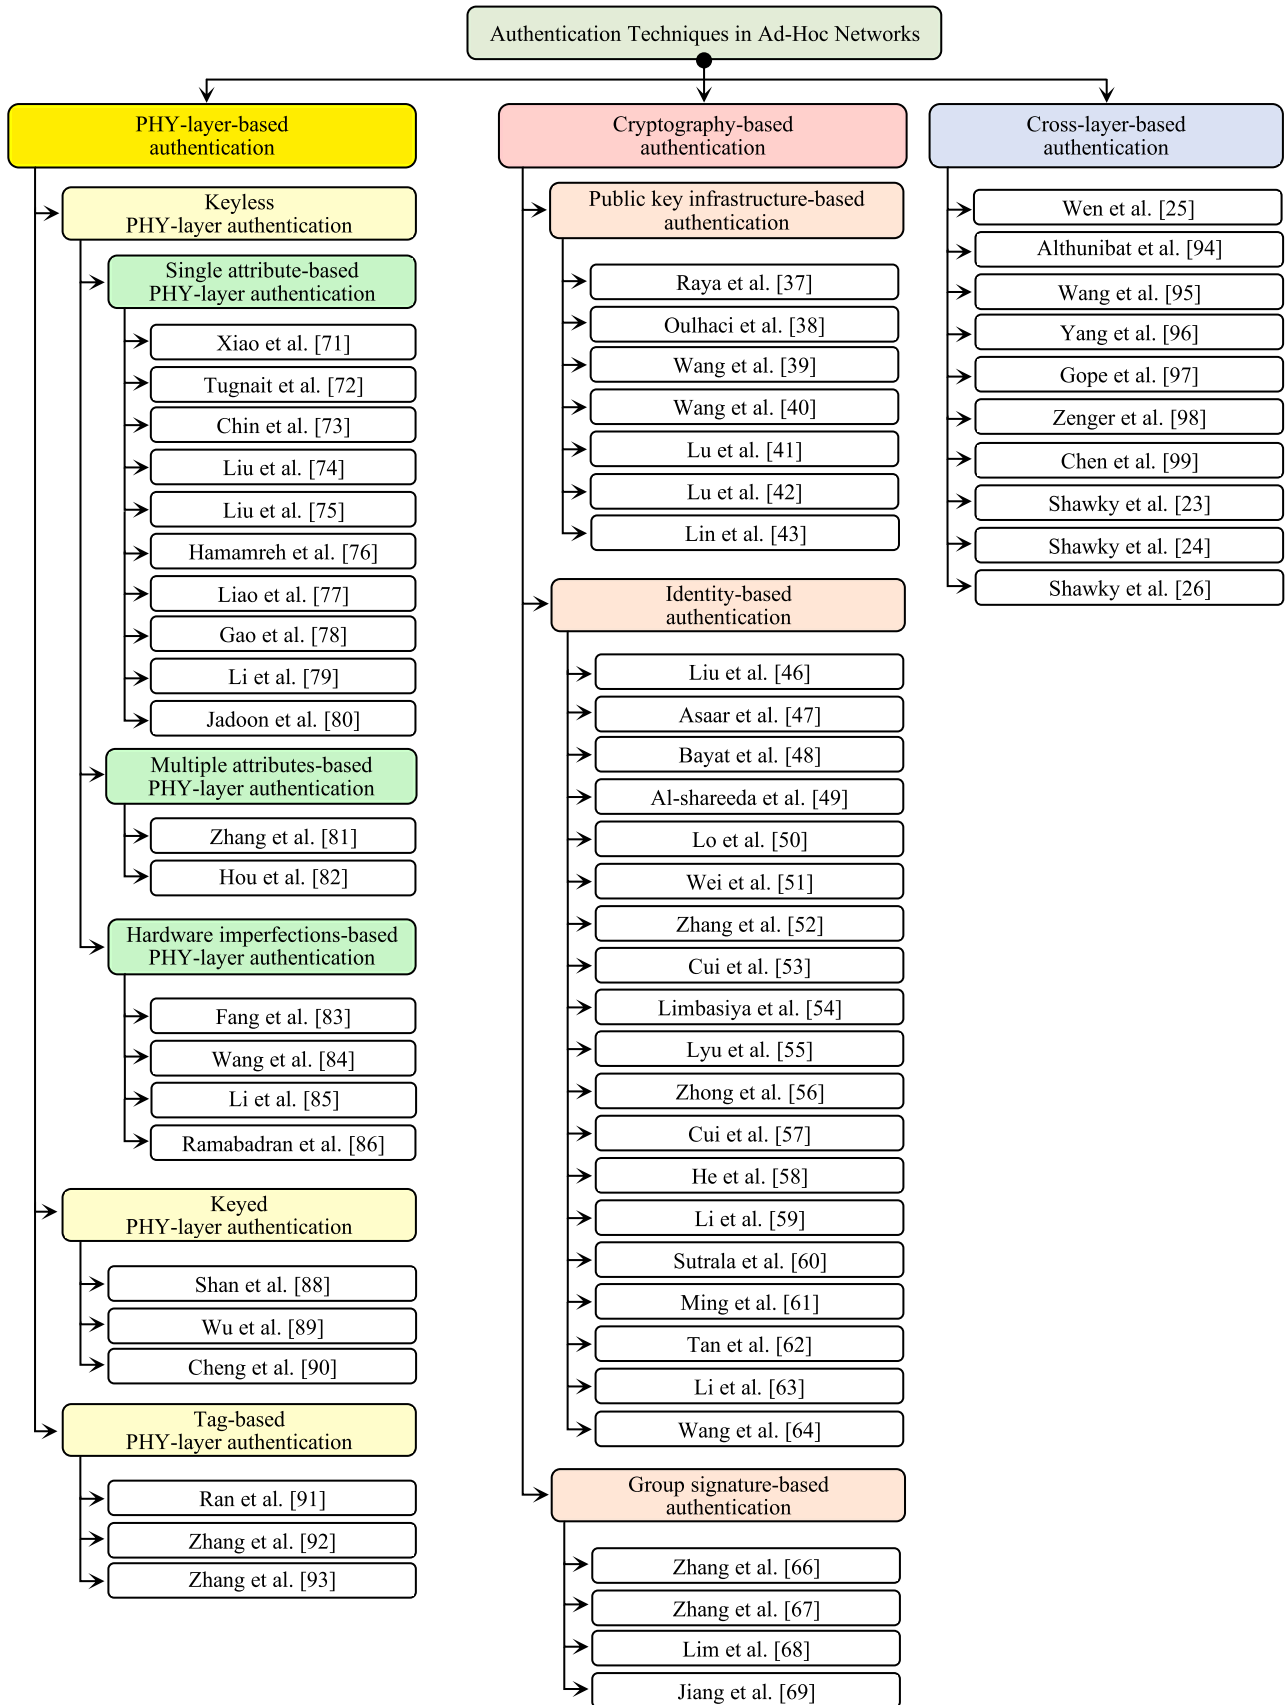 Authentication Techniques in Ad-Hoc Networks
PHY-layer-based
authentication
Keyless
PHY-layer authentication
Single attribute-based
PHY-layer authentication
Xiao et al. [71]
Tugnait et al. [72]
Chin et al. [73]
Liu et al. [74]
Liu et al. [75]
Hamamreh et al. [76]
Liao et al. [77]
Gao et al. [78]
Li et al. [79]
Jadoon et al. [80]
Multiple attributes-based
PHY-layer authentication
Zhang et al. [81]
Hou et al. [82]
Hardware imperfections-based
PHY-layer authentication
Fang et al. [83]
Wang et al. [84]
Li et al. [85]
Ramabadran et al. [86]
Keyed
PHY-layer authentication
Shan et al. [88]
Wu et al. [89]
Cheng et al. [90]
Tag-based
PHY-layer authentication
Ran et al. [91]
Zhang et al. [92]
Zhang et al. [93]
Cryptography-based
authentication
Public key infrastructure-based
authentication
Raya et al. [37]
Oulhaci et al. [38]
Wang et al. [39]
Wang et al. [40]
Lu et al. [41]
Lu et al. [42]
Lin et al. [43]
Identity-based
authentication
Liu et al. [46]
Asaar et al. [47]
Bayat et al. [48]
Al-shareeda et al. [49]
Lo et al. [50]
Wei et al. [51]
Zhang et al. [52]
Cui et al. [53]
Limbasiya et al. [54]
Lyu et al. [55]
Zhong et al. [56]
Cui et al. [57]
He et al. [58]
Li et al. [59]
Sutrala et al. [60]
Ming et al. [61]
Tan et al. [62]
Li et al. [63]
Wang et al. [64]
Group signature-based
authentication
Zhang et al. [66]
Zhang et al. [67]
Lim et al. [68]
Jiang et al. [69]
Cross-layer-based
authentication
Wen et al. [25]
Althunibat et al. [94]
Wang et al. [95]
Yang et al. [96]
Gope et al. [97]
Zenger et al. [98]
Chen et al. [99]
Shawky et al. [23]
Shawky et al. [24]
Shawky et al. [26]